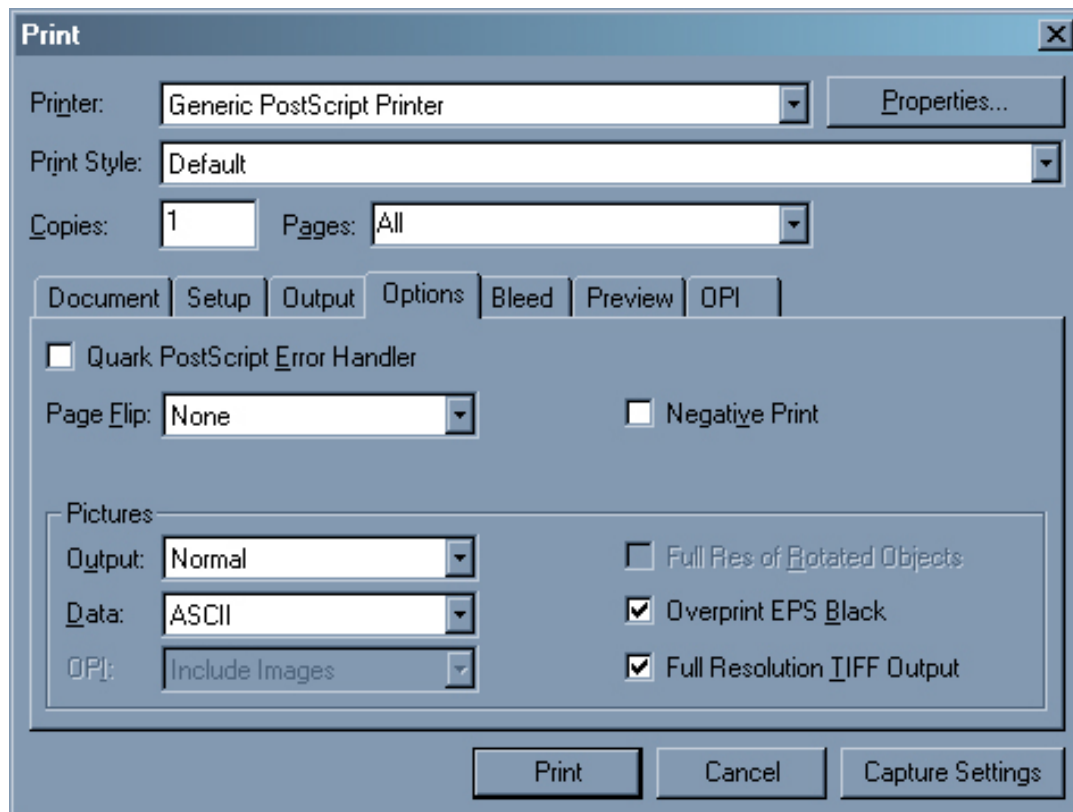 Print
Printer: Generic PostScript Printer Properties...
Print Style: Default
Copies: 1 Pages: All
Document Setup Output Options Bleed Preview OPI
Quark PostScript Error Handler
Page Flip: None Negative Print
Pictures
Output: Normal Full Res of Rotated Objects
Data: ASCII Overprint EPS Black
OPI: Include Images Full Resolution TIFF Output
Print Cancel Capture Settings